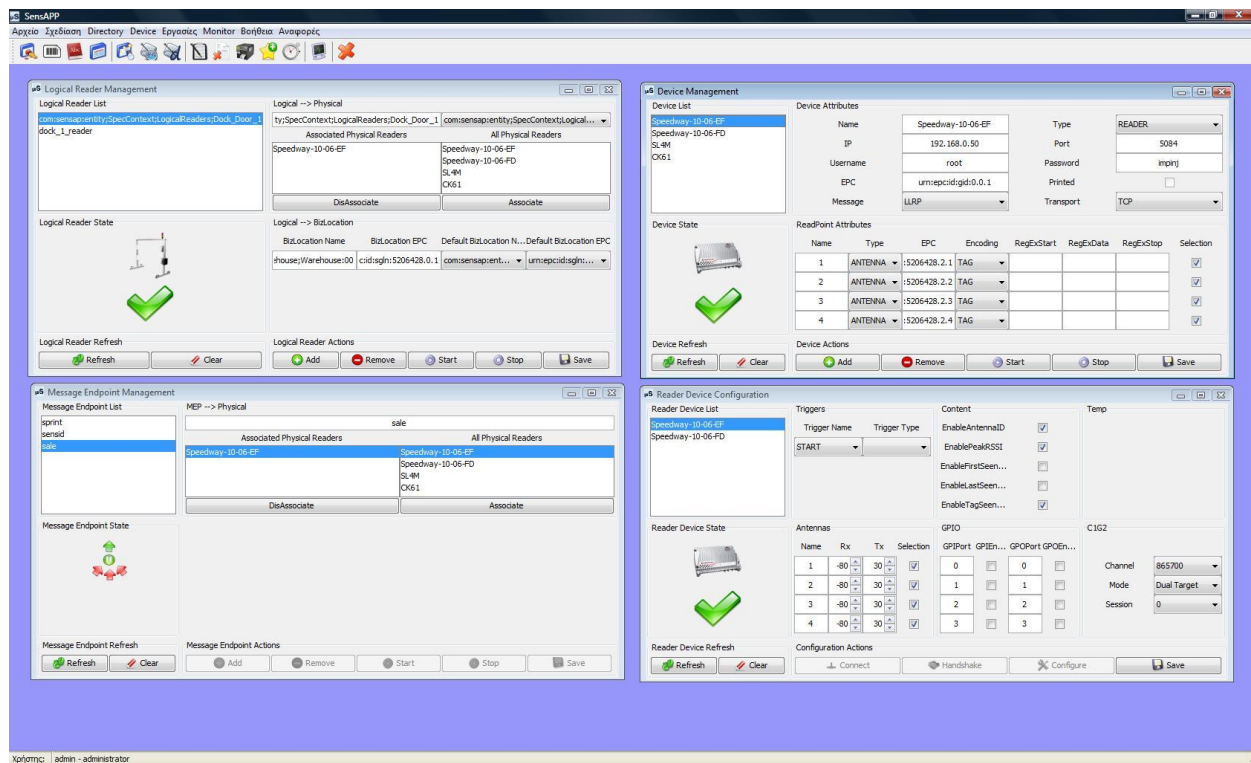 SensAPP
Αρχείο Σχεδίαση Directory Device Εργασίες Monitor Βοήθεια Αναφορές
Logical Reader Management
Logical Reader List
com:sensap:entity;SpecContext;LogicalReaders;Dock_Door_1
dock_1_reader
Logical --> Physical
ty;SpecContext;LogicalReaders;Dock_Door_1 com:sensap:entity;SpecContext;Logical...
Associated Physical Readers All Physical Readers
Speedway-10-06-EF Speedway-10-06-EF
Speedway-10-06-FD
SL4M
CK61
DisAssociate Associate
Logical Reader State
Logical --> BizLocation
BizLocation Name BizLocation EPC Default BizLocation N... Default BizLocation EPC
house;Warehouse:00 c:id:sgln:5206428.0.1 com:sensap:ent... urn:epc:id:sgln:...
Logical Reader Refresh
Refresh Clear
Logical Reader Actions
Add Remove Start Stop Save
Device Management
Device List
Speedway-10-06-EF
Speedway-10-06-FD
SL4M
CK61
Device Attributes
Name Speedway-10-06-EF Type READER
IP 192.168.0.50 Port 5084
Username root Password impinj
EPC urn:epc:id:gid:0.0.1 Printed
Message LLRP Transport TCP
Device State
ReadPoint Attributes
Name Type EPC Encoding RegExStart RegExData RegExStop Selection
1 ANTENNA :5206428.2.1 TAG
2 ANTENNA :5206428.2.2 TAG
3 ANTENNA :5206428.2.3 TAG
4 ANTENNA :5206428.2.4 TAG
Device Refresh
Refresh Clear
Device Actions
Add Remove Start Stop Save
Message Endpoint Management
Message Endpoint List
sprint
sensid
sale
MEP --> Physical
sale
Associated Physical Readers All Physical Readers
Speedway-10-06-EF Speedway-10-06-EF
Speedway-10-06-FD
SL4M
CK61
DisAssociate Associate
Message Endpoint State
Message Endpoint Refresh
Refresh Clear
Message Endpoint Actions
Add Remove Start Stop Save
Reader Device Configuration
Reader Device List
Speedway-10-06-EF
Speedway-10-06-FD
Triggers
Trigger Name Trigger Type
START
Content
EnableAntennaID
EnablePeakRSSI
EnableFirstSeen...
EnableLastSeen...
EnableTagSeen...
Temp
Reader Device State
Antennas
Name Rx Tx Selection
1 -80 30
2 -80 30
3 -80 30
4 -80 30
GPIO
GPIPort GPIEn... GPOPort GPOEn...
0 0
1 1
2 2
3 3
C1G2
Channel 865700
Mode Dual Target
Session 0
Reader Device Refresh
Refresh Clear
Configuration Actions
Connect Handshake Configure Save
Χρήστης: admin - administrator